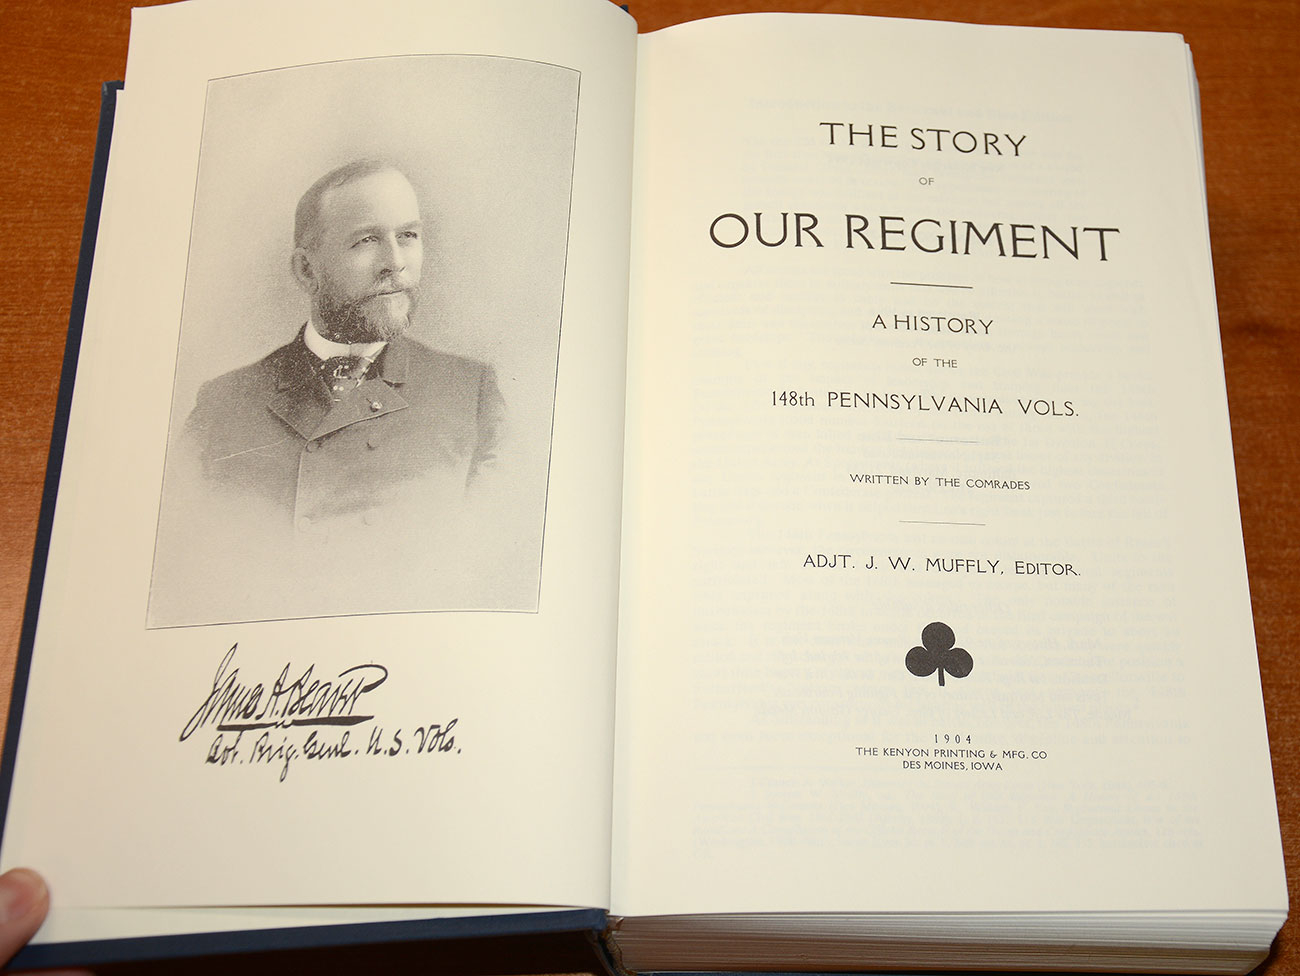 James A. Beaver
Bvt. Brig. Genl. U.S. Vols.
THE STORY
OF
OUR REGIMENT
A HISTORY
OF THE
148th PENNSYLVANIA VOLS.
WRITTEN BY THE COMRADES
ADJT. J. W. MUFFLY, EDITOR.
1904
THE KENYON PRINTING & MFG. CO
DES MOINES, IOWA